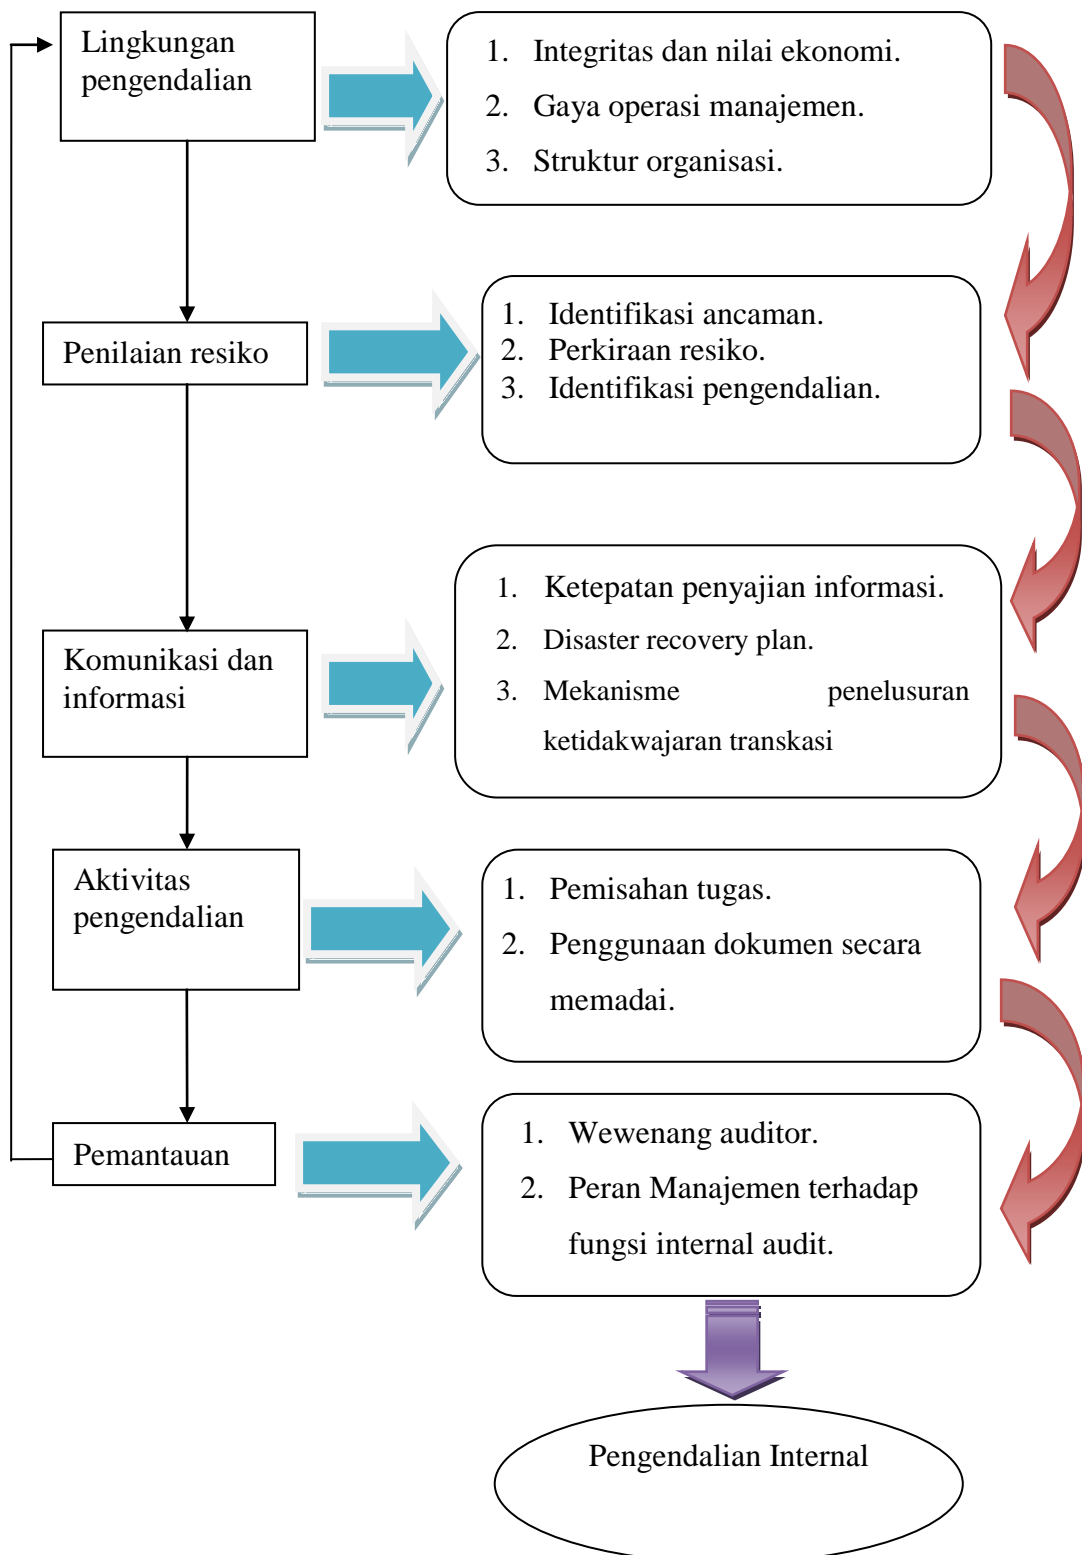 Lingkungan
pengendalian
1. Integritas dan nilai ekonomi.
2. Gaya operasi manajemen.
3. Struktur organisasi.
Penilaian resiko
1. Identifikasi ancaman.
2. Perkiraan resiko.
3. Identifikasi pengendalian.
Komunikasi dan
informasi
1. Ketepatan penyajian informasi.
2. Disaster recovery plan.
3. Mekanisme penelusuran
ketidakwajaran transkasi
Aktivitas
pengendalian
1. Pemisahan tugas.
2. Penggunaan dokumen secara
memadai.
Pemantauan
1. Wewenang auditor.
2. Peran Manajemen terhadap
fungsi internal audit.
Pengendalian Internal